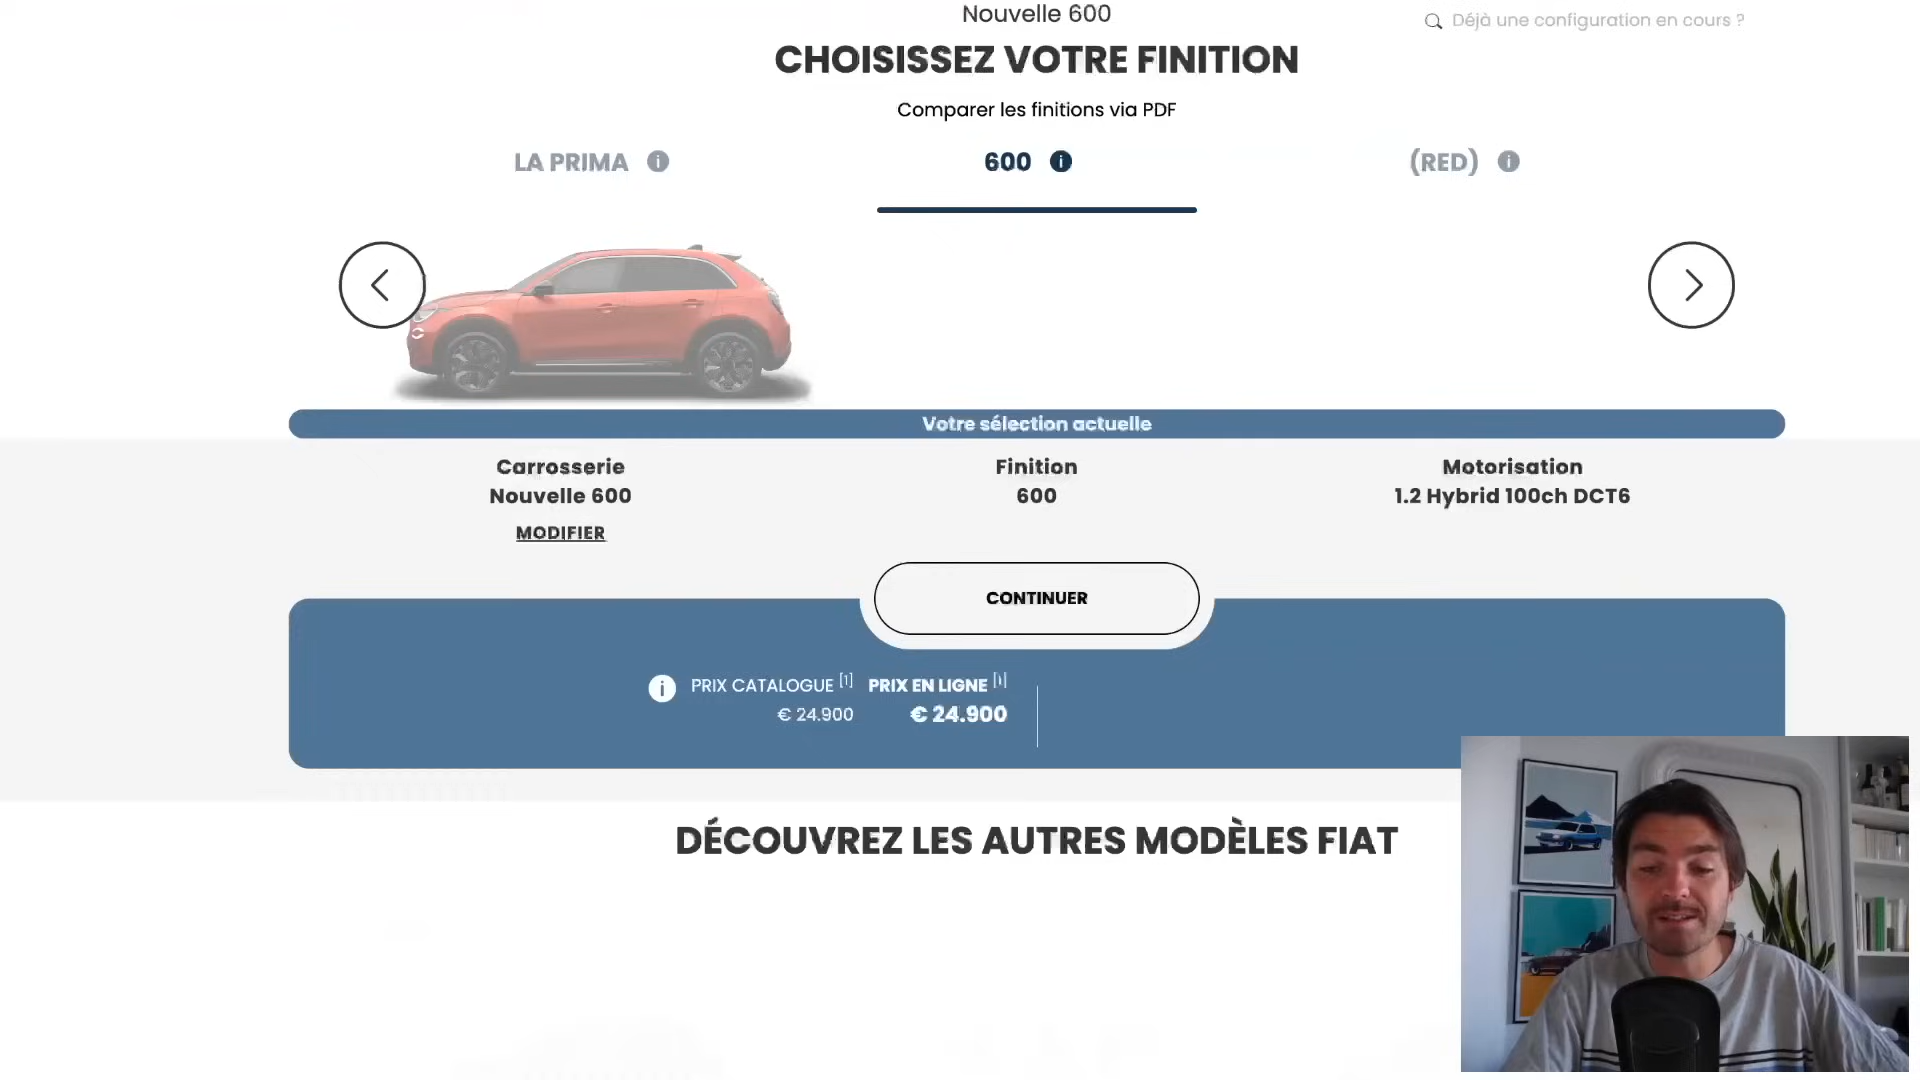 Nouvelle 600
Déjà une configuration en cours ?
CHOISISSEZ VOTRE FINITION
Comparer les finitions via PDF
LA PRIMA i
600 i
(RED) i
Votre sélection actuelle
Carrosserie
Nouvelle 600
MODIFIER
Finition
600
Motorisation
1.2 Hybrid 100ch DCT6
CONTINUER
i PRIX CATALOGUE [1]
€ 24.900
PRIX EN LIGNE [1]
€ 24.900
DÉCOUVREZ LES AUTRES MODÈLES FIAT